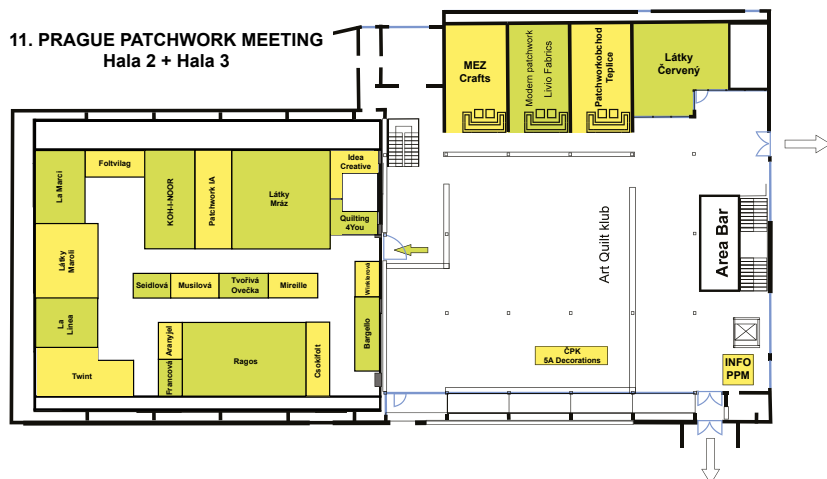 11. PRAGUE PATCHWORK MEETING
Hala 2 + Hala 3
MEZ
Crafts
Modern patchwork
Livio Fabrics
Patchworkobchod
Teplice
Látky
Červený
La Marci
Foltvilag
KOH-I-NOOR
Patchwork IA
Látky
Mráz
Idea
Creative
Quilting
4You
Látky
Maroli
Seidlová
Musilová
Tvořivá
Ovečka
Mireille
Winklerová
Art Quilt klub
Area Bar
La
Linea
Aranyjel
Francová
Ragos
Csokifolt
Bargello
Twint
ČPK
5A Decorations
INFO
PPM